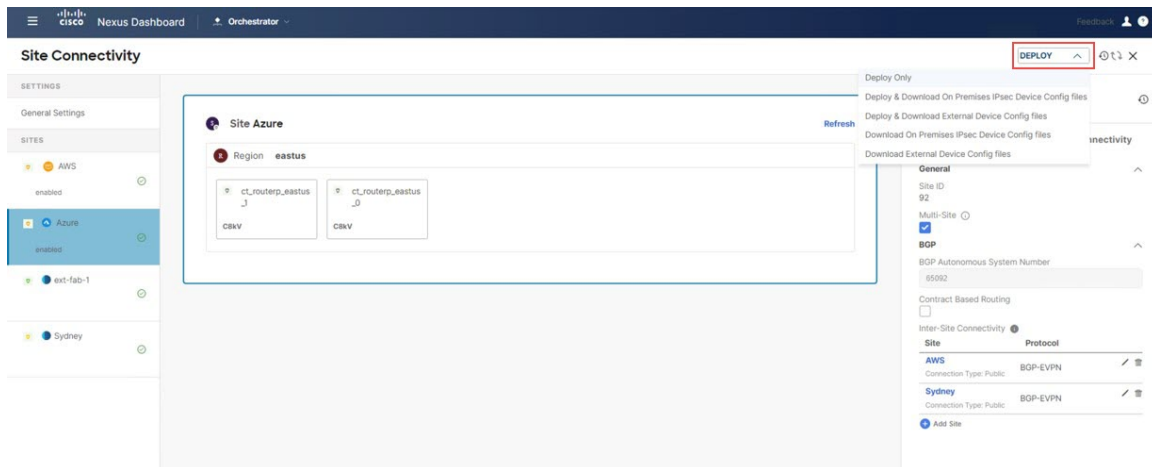 cisco Nexus Dashboard Orchestrator Feedback
Site Connectivity
DEPLOY
Deploy Only
Deploy & Download On Premises IPsec Device Config files
Deploy & Download External Device Config files
Download On Premises IPsec Device Config files
Download External Device Config files
SETTINGS
General Settings
SITES
AWS
enabled
Azure
enabled
ext-fab-1
Sydney
Site Azure
Refresh
Region eastus
ct_routerp_eastus
_1
C8kV
ct_routerp_eastus
_0
C8kV
nnectivity
General
Site ID
92
Multi-Site
BGP
BGP Autonomous System Number
65092
Contract Based Routing
Inter-Site Connectivity
Site Protocol
AWS
Connection Type: Public
BGP-EVPN
Sydney
Connection Type: Public
BGP-EVPN
Add Site